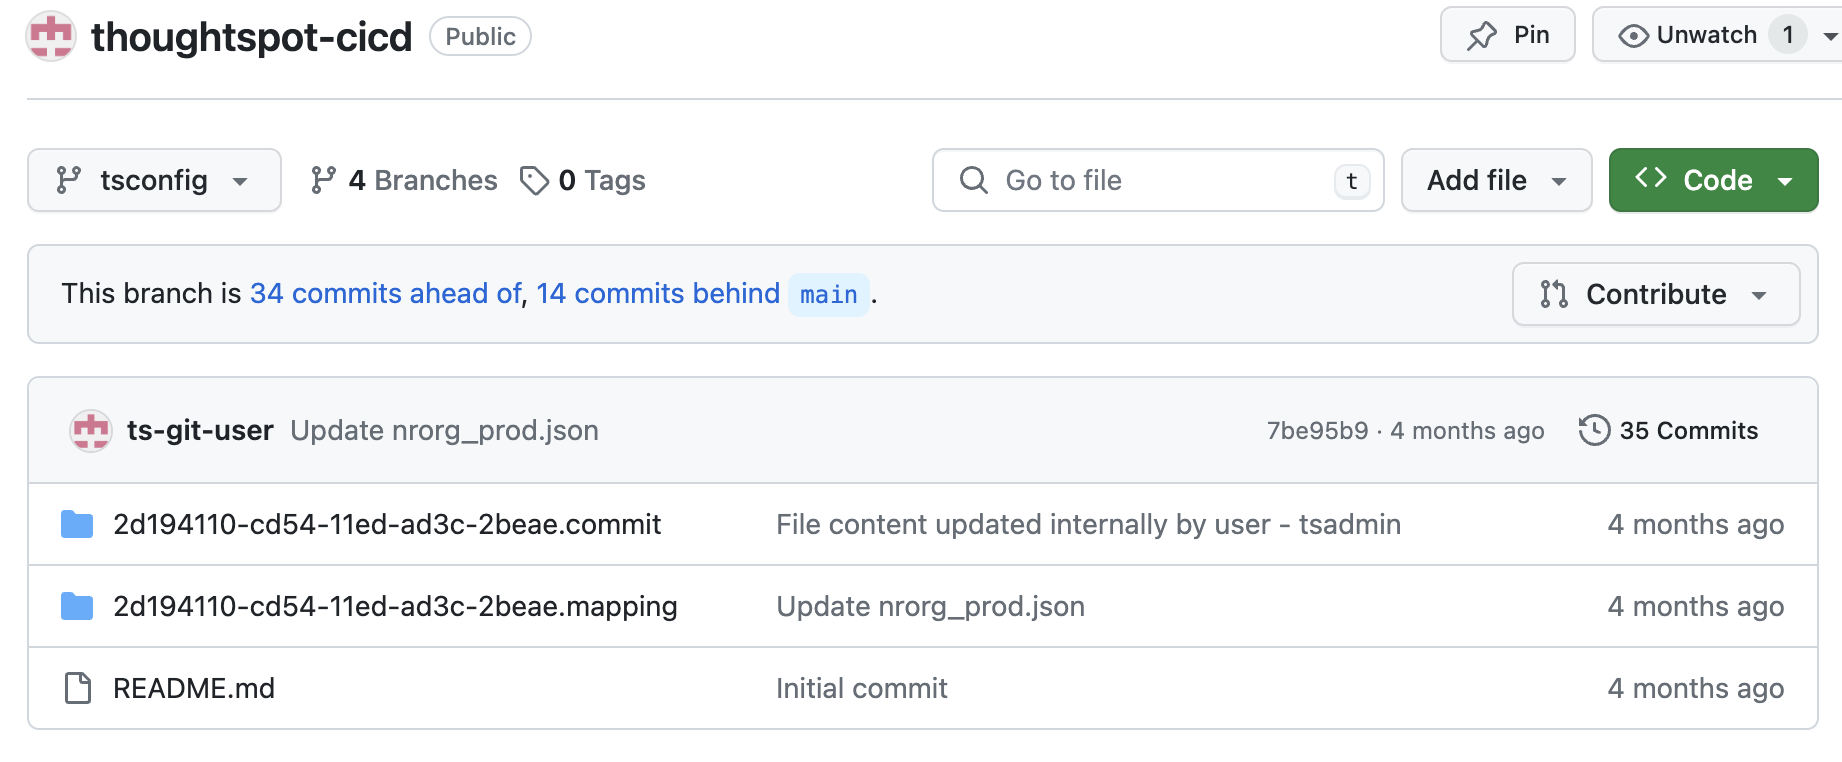 thoughtspot-cicd Public Pin Unwatch 1
tsconfig 4 Branches 0 Tags Go to file t Add file <> Code
This branch is 34 commits ahead of, 14 commits behind main . Contribute
ts-git-user Update nrorg_prod.json 7be95b9 · 4 months ago 35 Commits
2d194110-cd54-11ed-ad3c-2beae.commit File content updated internally by user - tsadmin 4 months ago
2d194110-cd54-11ed-ad3c-2beae.mapping Update nrorg_prod.json 4 months ago
README.md Initial commit 4 months ago